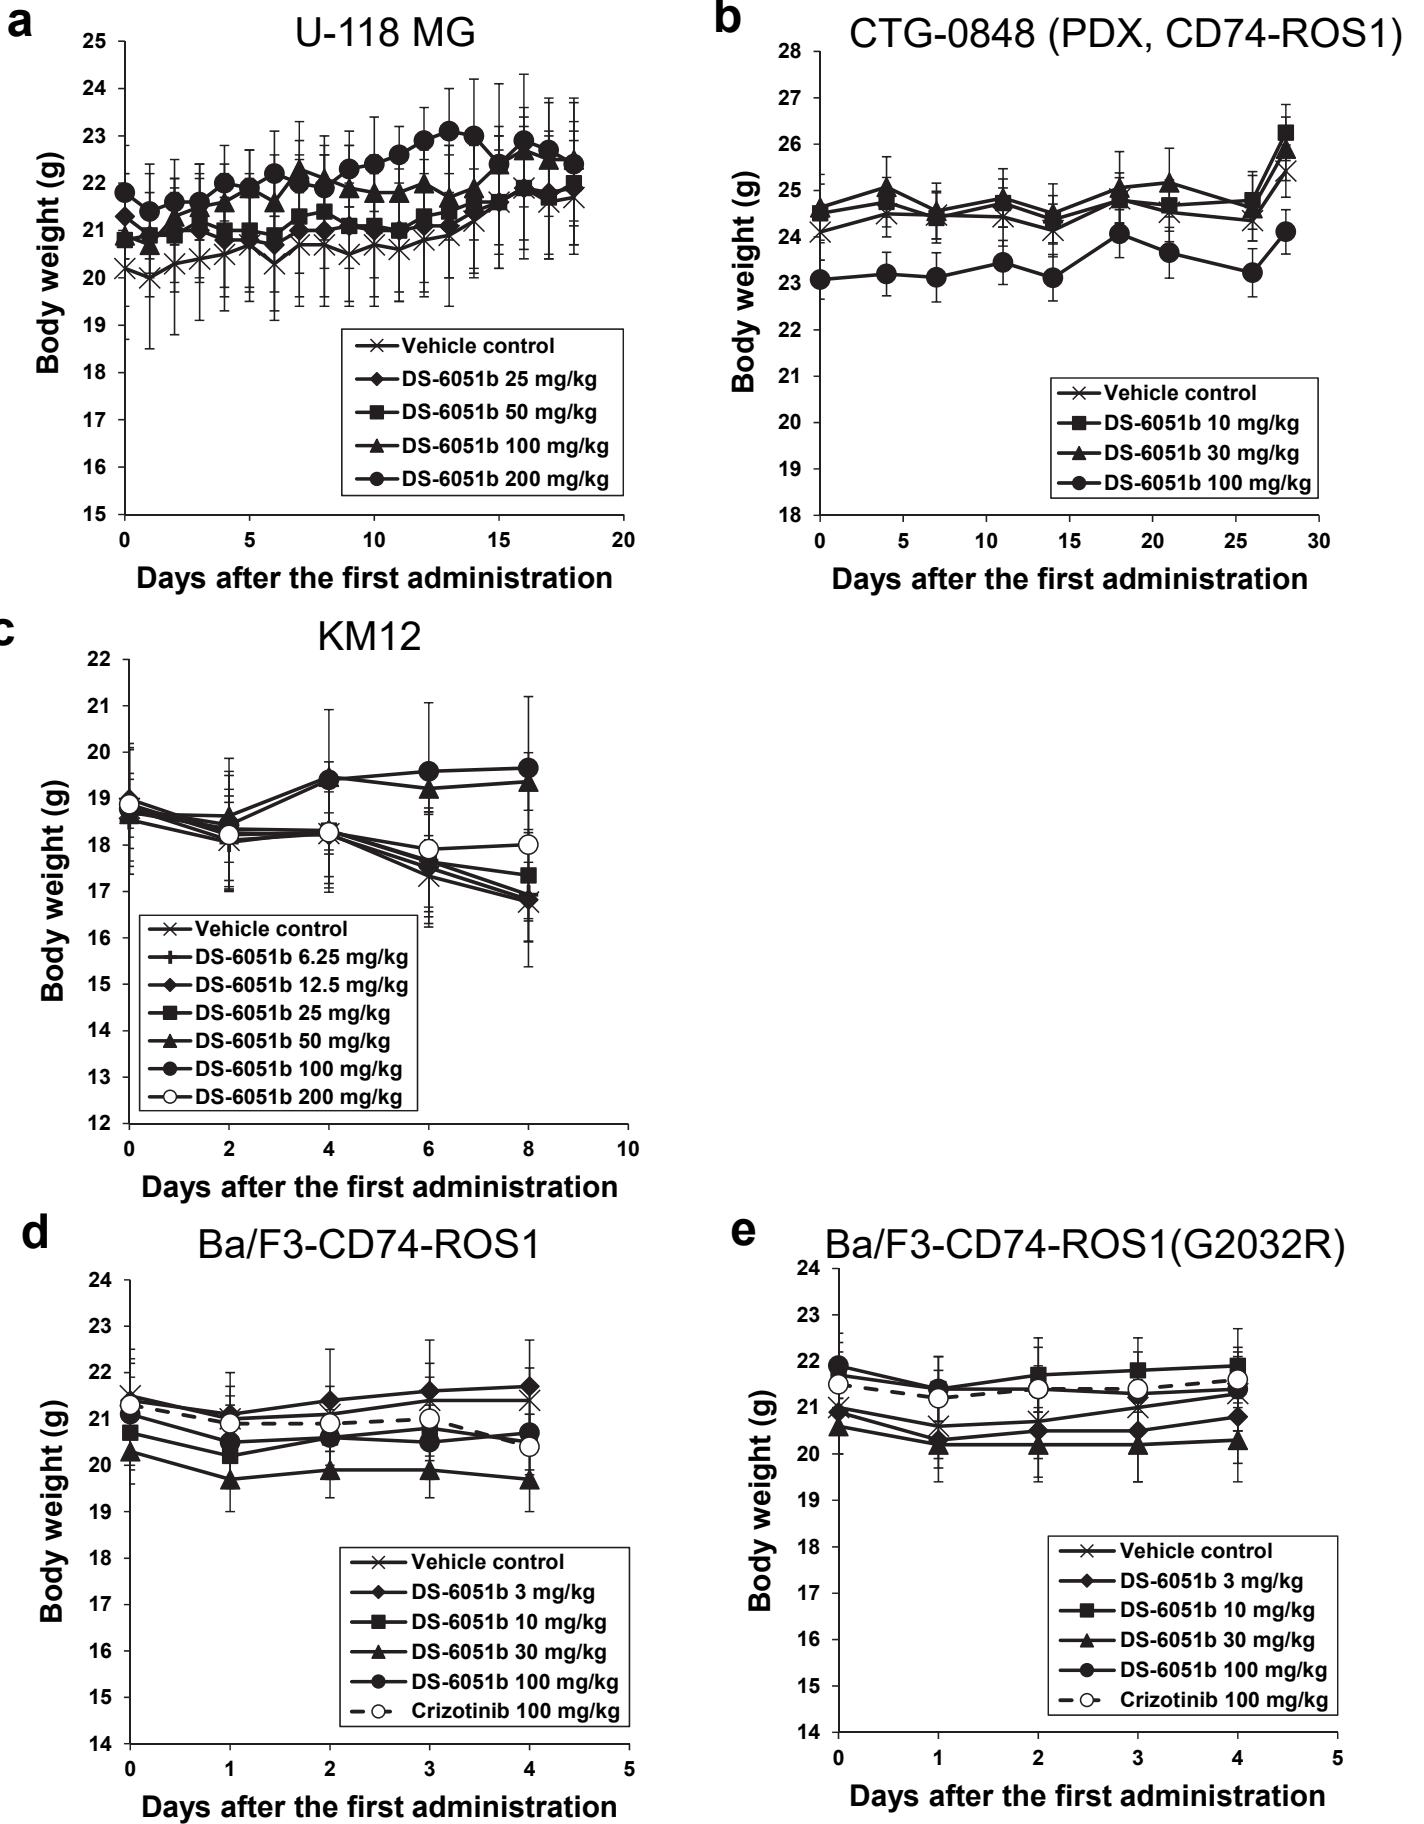 a
U-118 MG
Body weight (g)
25
24
23
22
21
20
19
18
17
16
15
0 5 10 15 20
Days after the first administration
Vehicle control
DS-6051b 25 mg/kg
DS-6051b 50 mg/kg
DS-6051b 100 mg/kg
DS-6051b 200 mg/kg
b
CTG-0848 (PDX, CD74-ROS1)
Body weight (g)
28
27
26
25
24
23
22
21
20
19
18
0 5 10 15 20 25 30
Days after the first administration
Vehicle control
DS-6051b 10 mg/kg
DS-6051b 30 mg/kg
DS-6051b 100 mg/kg
c
KM12
Body weight (g)
22
21
20
19
18
17
16
15
14
13
12
0 2 4 6 8 10
Days after the first administration
Vehicle control
DS-6051b 6.25 mg/kg
DS-6051b 12.5 mg/kg
DS-6051b 25 mg/kg
DS-6051b 50 mg/kg
DS-6051b 100 mg/kg
DS-6051b 200 mg/kg
d
Ba/F3-CD74-ROS1
Body weight (g)
24
23
22
21
20
19
18
17
16
15
14
0 1 2 3 4 5
Days after the first administration
Vehicle control
DS-6051b 3 mg/kg
DS-6051b 10 mg/kg
DS-6051b 30 mg/kg
DS-6051b 100 mg/kg
Crizotinib 100 mg/kg
e
Ba/F3-CD74-ROS1(G2032R)
Body weight (g)
24
23
22
21
20
19
18
17
16
15
14
0 1 2 3 4 5
Days after the first administration
Vehicle control
DS-6051b 3 mg/kg
DS-6051b 10 mg/kg
DS-6051b 30 mg/kg
DS-6051b 100 mg/kg
Crizotinib 100 mg/kg